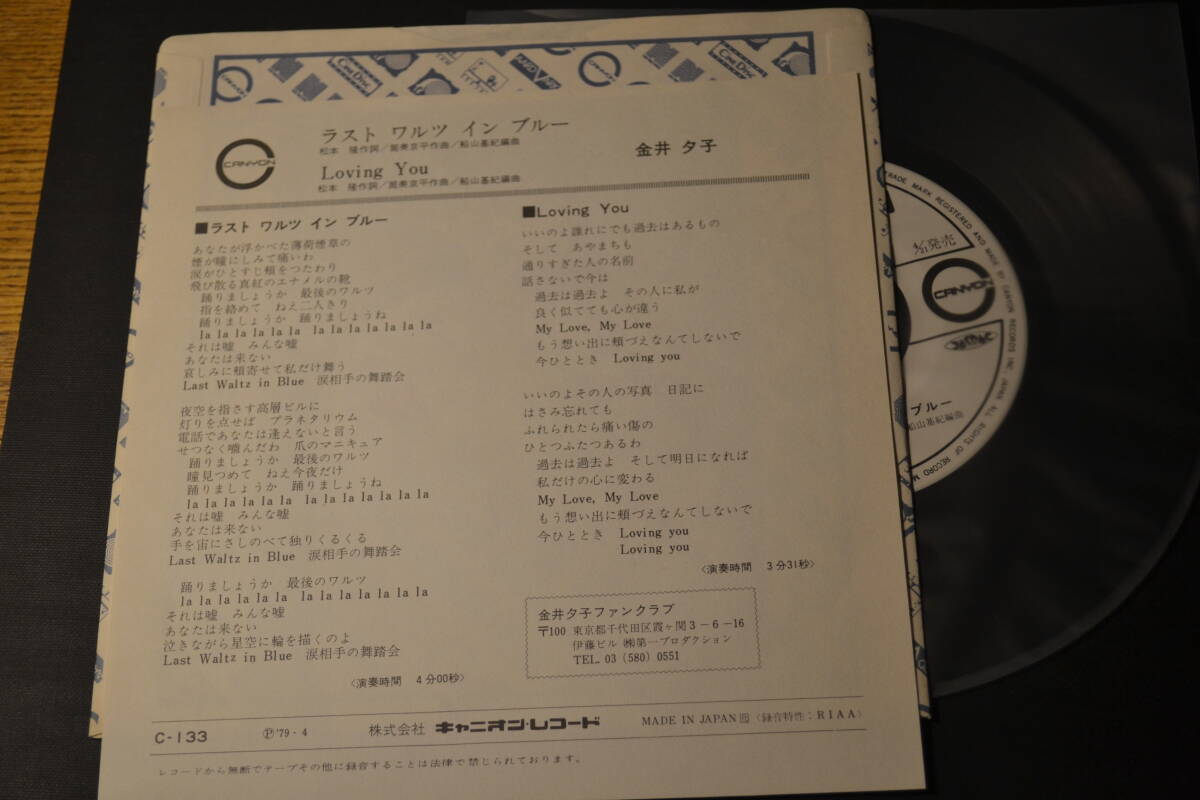 CANYON
ラスト ワルツ イン ブルー
松本 隆作詞／筒美京平作曲／船山基紀編曲
Loving You
松本 隆作詞／筒美京平作曲／船山基紀編曲
金井 夕子
■ラスト ワルツ イン ブルー
あなたが浮かべた薄荷煙草の
煙が瞳にしみて痛いわ
涙がひとすじ頬をつたわり
飛び散る真紅のエナメルの靴
踊りましょうか 最後のワルツ
指を絡めて ねえ二人きり
踊りましょうか 踊りましょうね
la la la la la la la la la la la la la
それは嘘 みんな嘘
あなたは来ない
哀しみに頬寄せて私だけ舞う
Last Waltz in Blue 涙相手の舞踏会
夜空を指さす高層ビルに
灯りを点せば プラネタリウム
電話であなたは逢えないと言う
せつなく噛んだわ 爪のマニキュア
踊りましょうか 最後のワルツ
瞳見つめて ねえ今夜だけ
踊りましょうか 踊りましょうね
la la la la la la la la la la la la la
それは嘘 みんな嘘
あなたは来ない
手を宙にさしのべて独りくるくる
Last Waltz in Blue 涙相手の舞踏会
踊りましょうか 最後のワルツ
la la la la la la la la la la la la la
それは嘘 みんな嘘
あなたは来ない
泣きながら星空に輪を描くのよ
Last Waltz in Blue 涙相手の舞踏会
〈演奏時間 4分00秒〉
■Loving You
いいのよ誰れにでも過去はあるもの
そして あやまちも
通りすぎた人の名前
話さないで今は
過去は過去よ その人に私が
良く似てても心が違う
My Love, My Love
もう想い出に頬づえなんてしないで
今ひととき Loving you
いいのよその人の写真 日記に
はさみ忘れても
ふれられたら痛い傷の
ひとつふたつあるわ
過去は過去よ そして明日になれば
私だけの心に変わる
My Love, My Love
もう想い出に頬づえなんてしないで
今ひととき Loving you
Loving you
〈演奏時間 3分31秒〉
金井夕子ファンクラブ
〒100 東京都千代田区霞ヶ関3-6-16
伊藤ビル ㈱第一プロダクション
TEL. 03 (580) 0551
C-133
Ⓟ'79・4
株式会社 キャニオン・レコード
MADE IN JAPAN 〈録音特性：RIAA〉
レコードから無断でテープその他に録音することは法律で禁じられております。
TRADE MARK REGISTERED AND MADE BY CANYON RECORDS INC. JAPAN ALL RIGHTS OF RECORD
4/21発売
CANYON
ブルー
船山基紀編曲